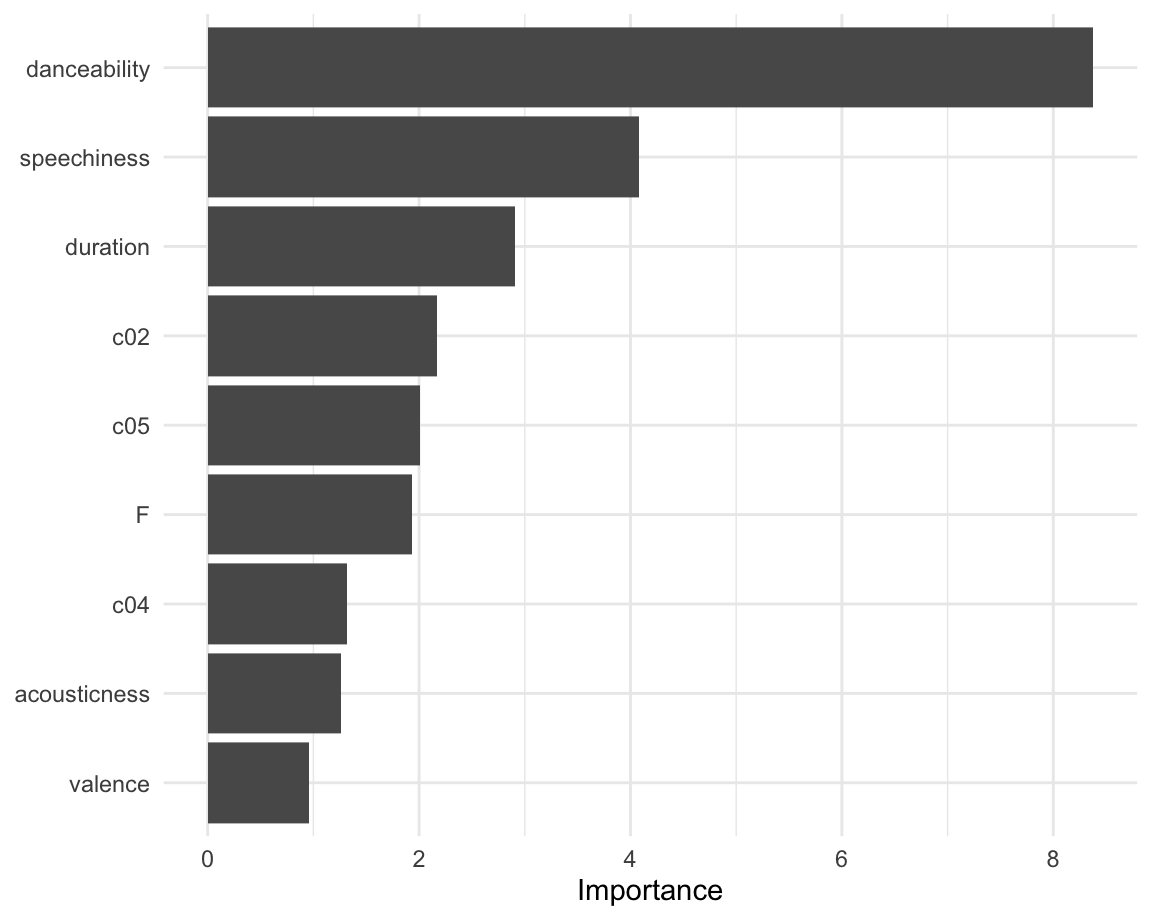 danceability
speechiness
duration
c02
c05
F
c04
acousticness
valence
0 2 4 6 8
Importance